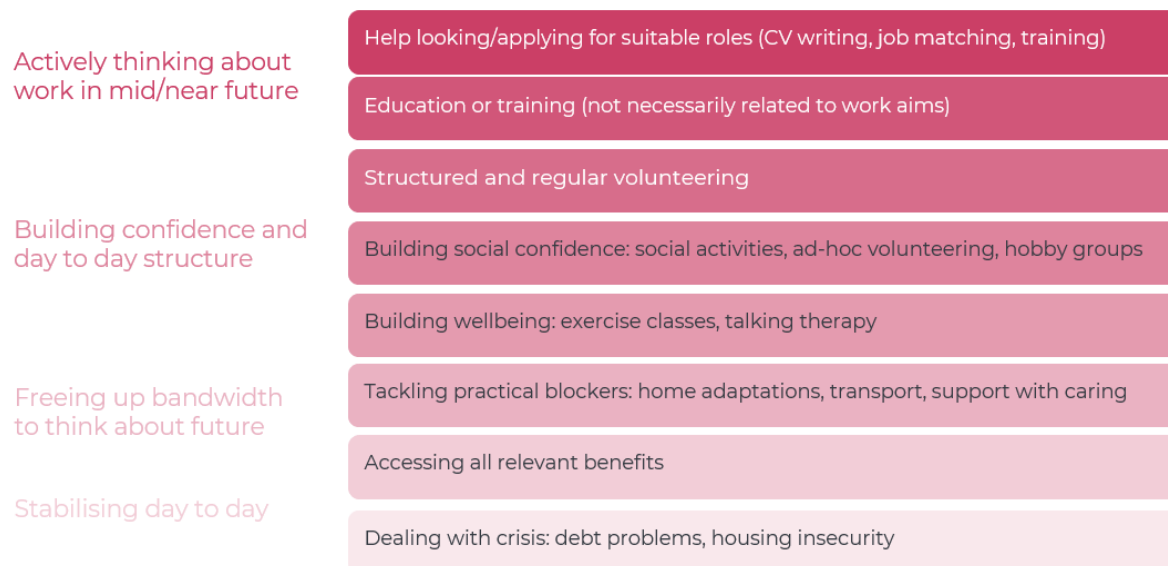 Actively thinking about
work in mid/near future
Help looking/applying for suitable roles (CV writing, job matching, training)
Education or training (not necessarily related to work aims)
Building confidence and
day to day structure
Structured and regular volunteering
Building social confidence: social activities, ad-hoc volunteering, hobby groups
Building wellbeing: exercise classes, talking therapy
Freeing up bandwidth
to think about future
Tackling practical blockers: home adaptations, transport, support with caring
Accessing all relevant benefits
Stabilising day to day
Dealing with crisis: debt problems, housing insecurity